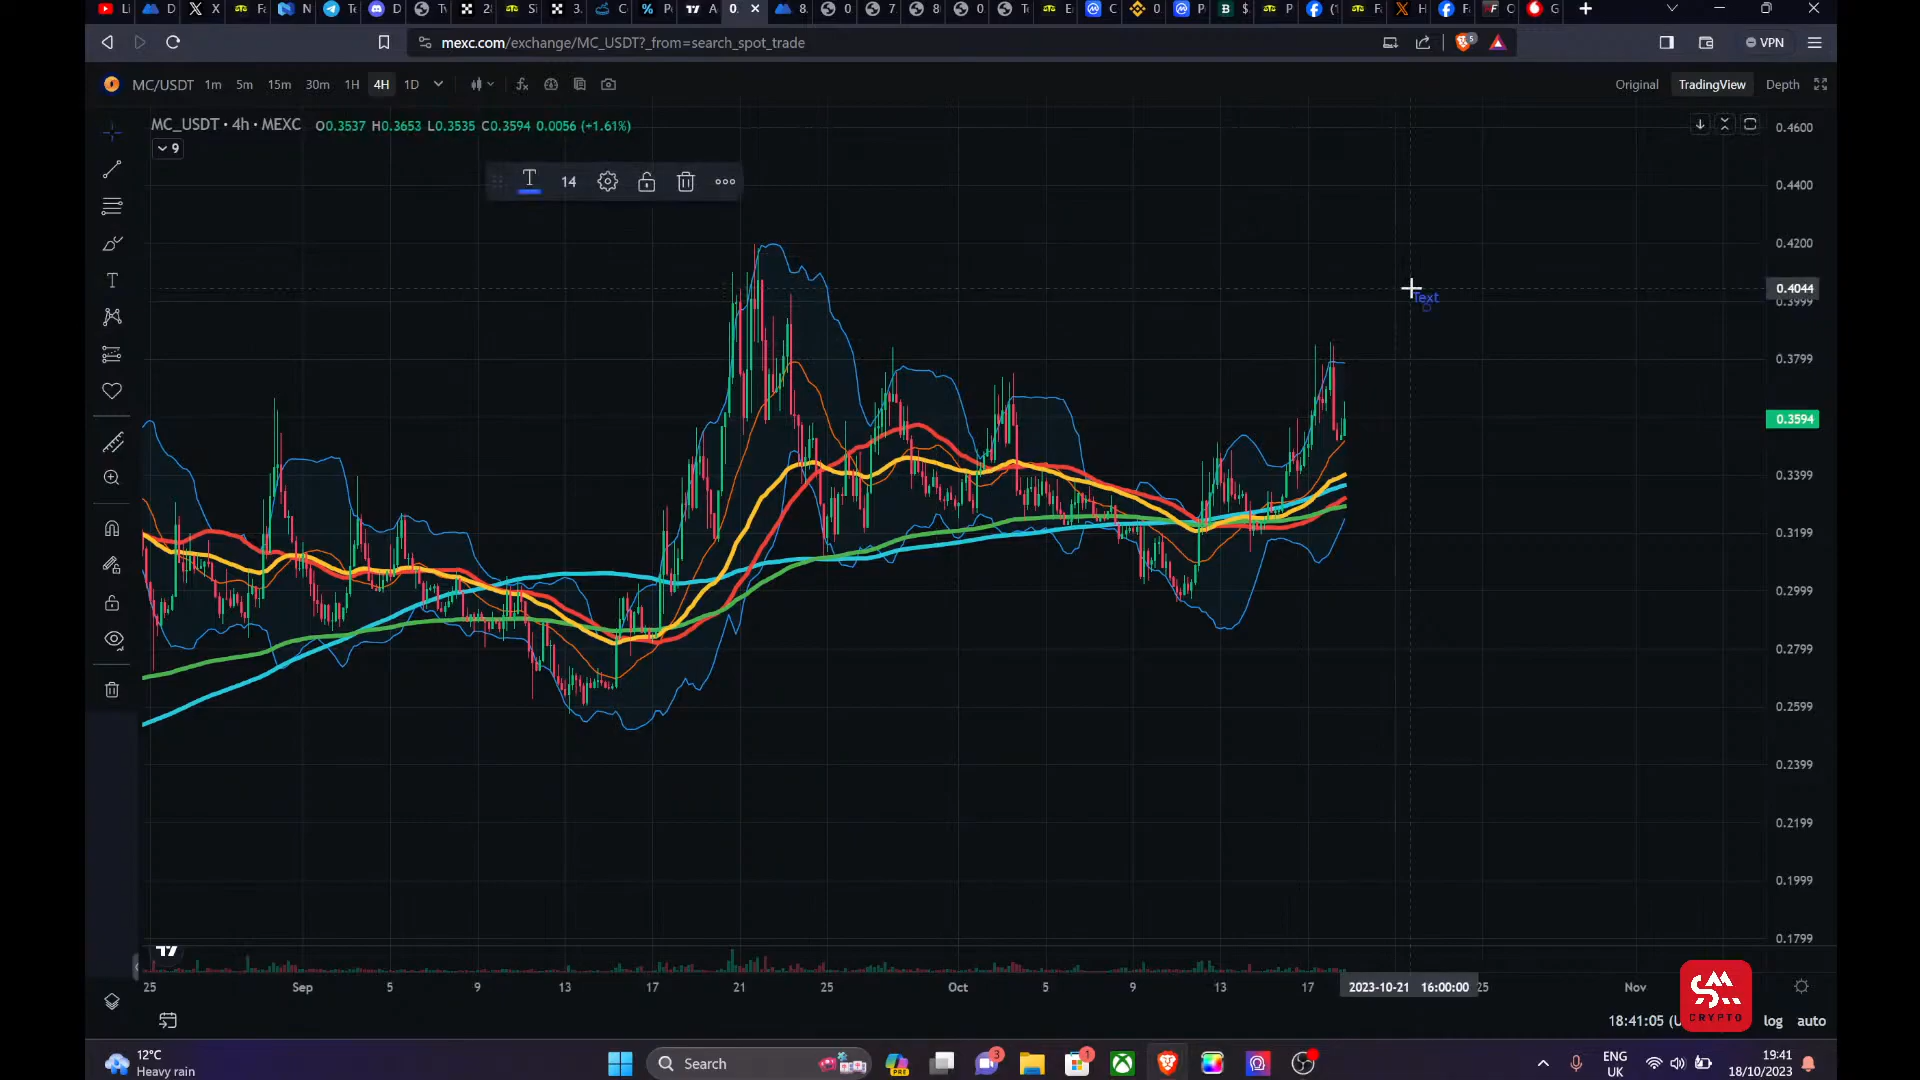 mexc.com/exchange/MC_USDT?_from=search_spot_trade
VPN
MC/USDT 1m 5m 15m 30m 1H 4H 1D
Original TradingView Depth
MC_USDT • 4h • MEXC O0.3537 H0.3653 L0.3535 C0.3594 0.0056 (+1.61%)
9
14
Text
0.4600
0.4400
0.4200
0.4044
0.3999
0.3799
0.3594
0.3399
0.3199
0.2999
0.2799
0.2599
0.2399
0.2199
0.1999
0.1799
25 Sep 5 9 13 17 21 25 Oct 5 9 13 17 2023-10-21 16:00:00 25 Nov
CRYPTO
18:41:05 log auto
12°C
Heavy rain
Search
PRE
3
1
ENG
UK
19:41
18/10/2023